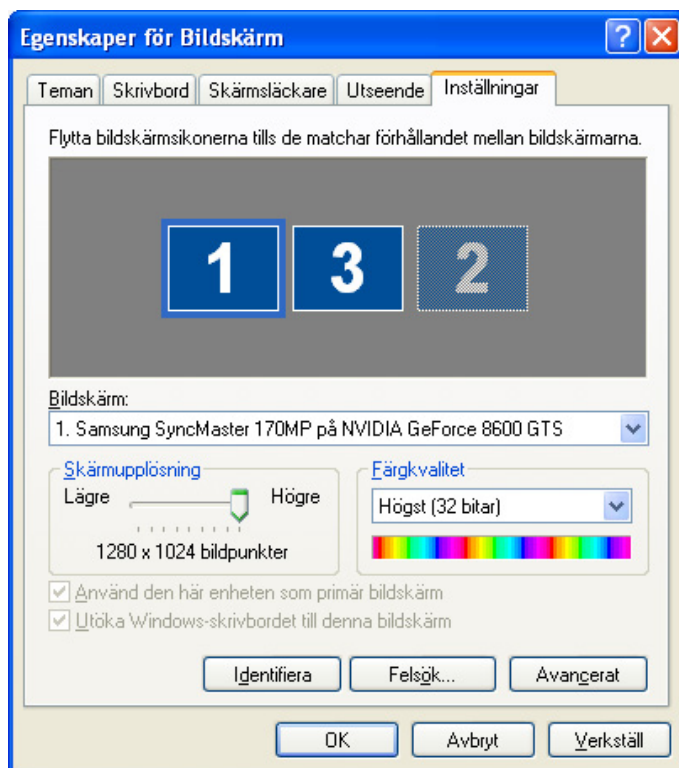 Egenskaper för Bildskärm
Teman Skrivbord Skärmsläckare Utseende Inställningar
Flytta bildskärmsikonerna tills de matchar förhållandet mellan bildskärmarna.
1 3 2
Bildskärm:
1. Samsung SyncMaster 170MP på NVIDIA GeForce 8600 GTS
Skärmupplösning Färgkvalitet
Lägre Högre Högst (32 bitar)
1280 x 1024 bildpunkter
Använd den här enheten som primär bildskärm
Utöka Windows-skrivbordet till denna bildskärm
Identifiera Felsök... Avancerat
OK Avbryt Verkställ